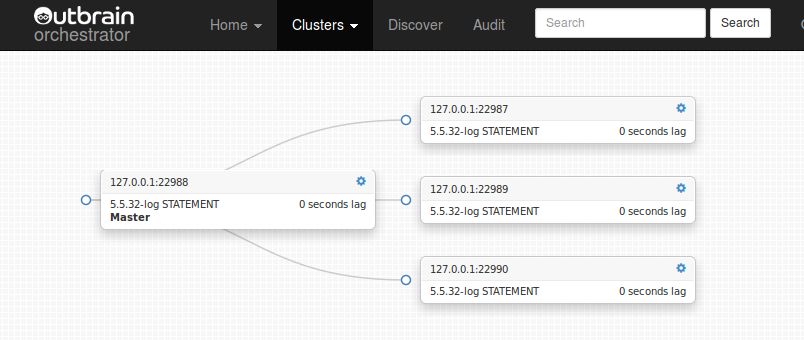 Outbrain
orchestrator
Home
Clusters
Discover
Audit
Search
Search
127.0.0.1:22987
5.5.32-log STATEMENT 0 seconds lag
127.0.0.1:22988
5.5.32-log STATEMENT 0 seconds lag
Master
127.0.0.1:22989
5.5.32-log STATEMENT 0 seconds lag
127.0.0.1:22990
5.5.32-log STATEMENT 0 seconds lag